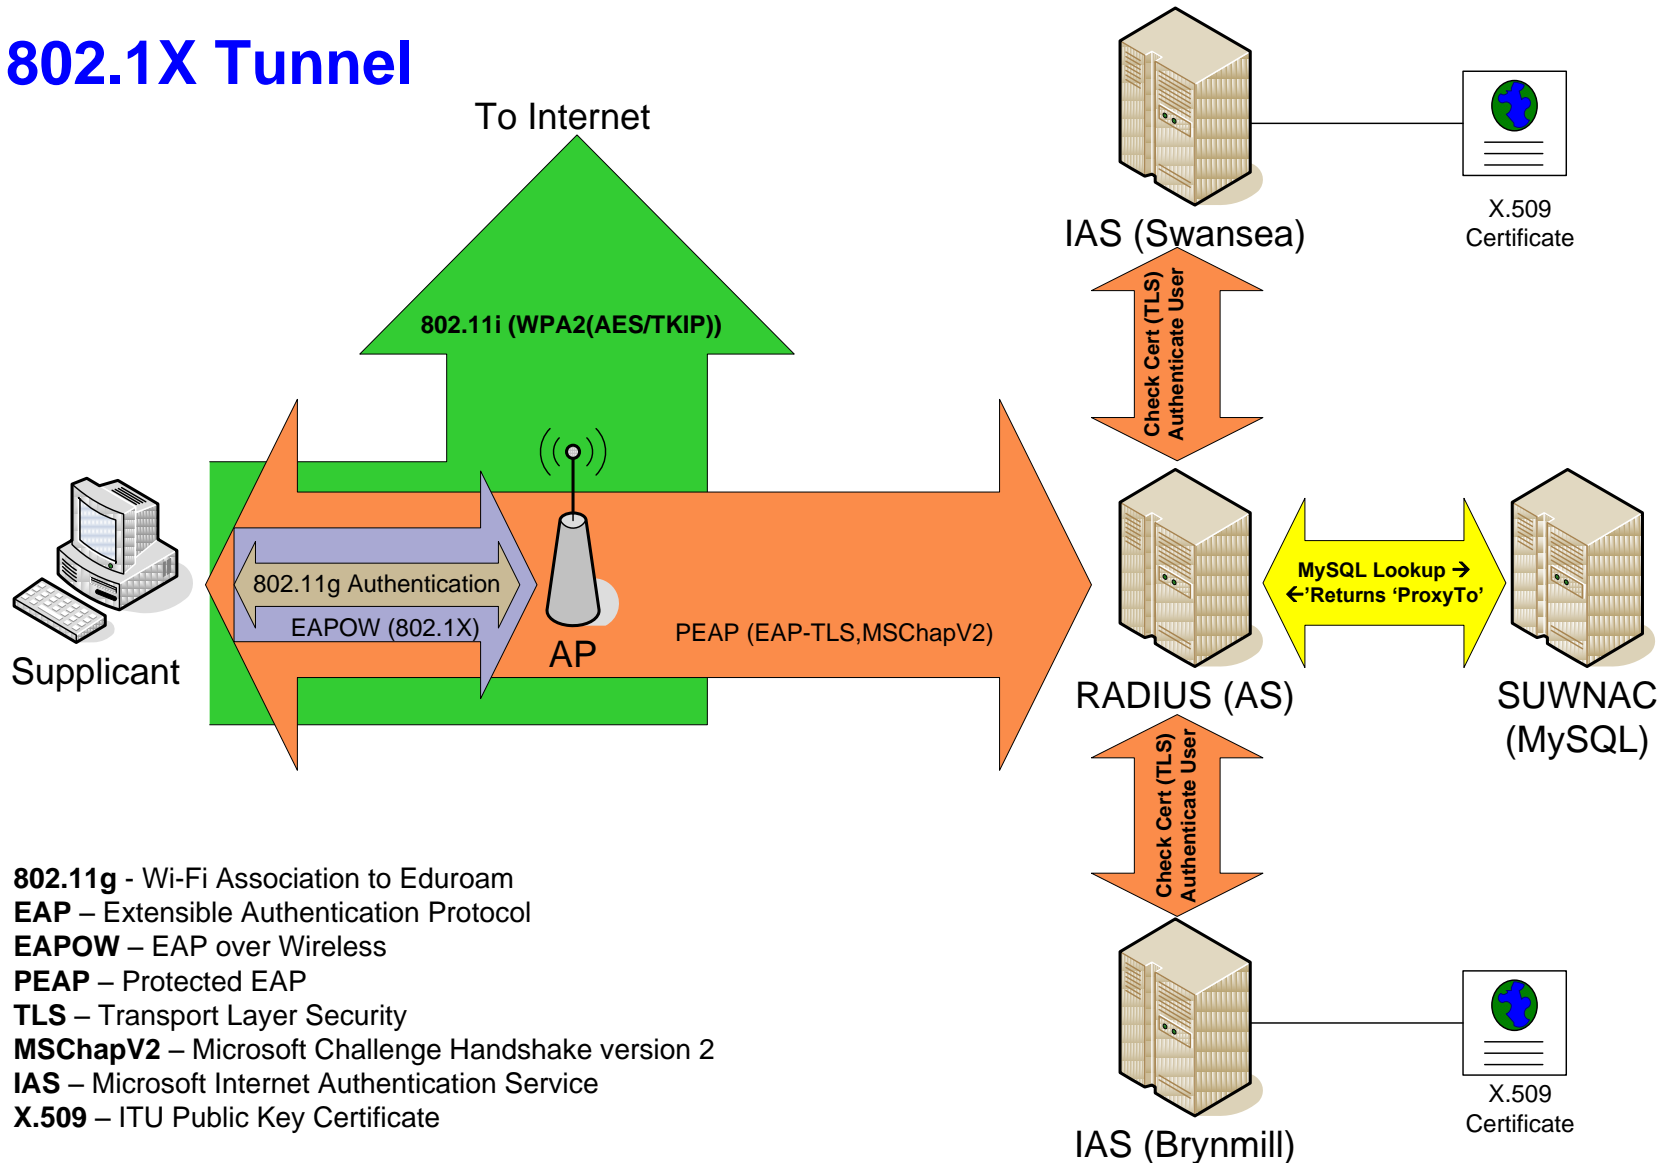 802.1X Tunnel
To Internet
802.11i (WPA2(AES/TKIP))
IAS (Swansea)
X.509
Certificate
Check Cert (TLS)
Authenticate User
802.11g Authentication
EAPOW (802.1X)
Supplicant
AP
PEAP (EAP-TLS,MSChapV2)
RADIUS (AS)
MySQL Lookup →
←'Returns 'ProxyTo'
SUWNAC
(MySQL)
Check Cert (TLS)
Authenticate User
IAS (Brynmill)
X.509
Certificate
802.11g - Wi-Fi Association to Eduroam
EAP – Extensible Authentication Protocol
EAPOW – EAP over Wireless
PEAP – Protected EAP
TLS – Transport Layer Security
MSChapV2 – Microsoft Challenge Handshake version 2
IAS – Microsoft Internet Authentication Service
X.509 – ITU Public Key Certificate